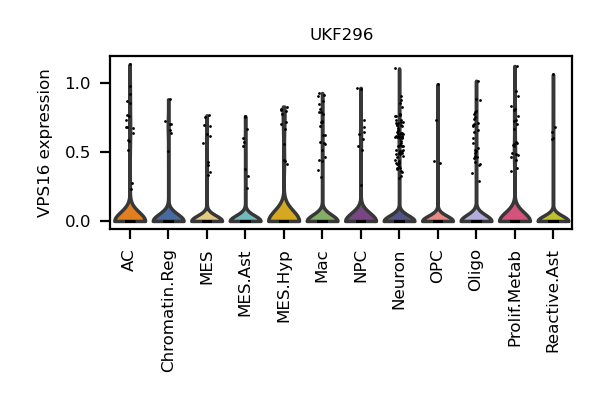 UKF296
VPS16 expression
1.0
0.5
0.0
AC
Chromatin.Reg
MES
MES.Ast
MES.Hyp
Mac
NPC
Neuron
OPC
Oligo
Prolif.Metab
Reactive.Ast